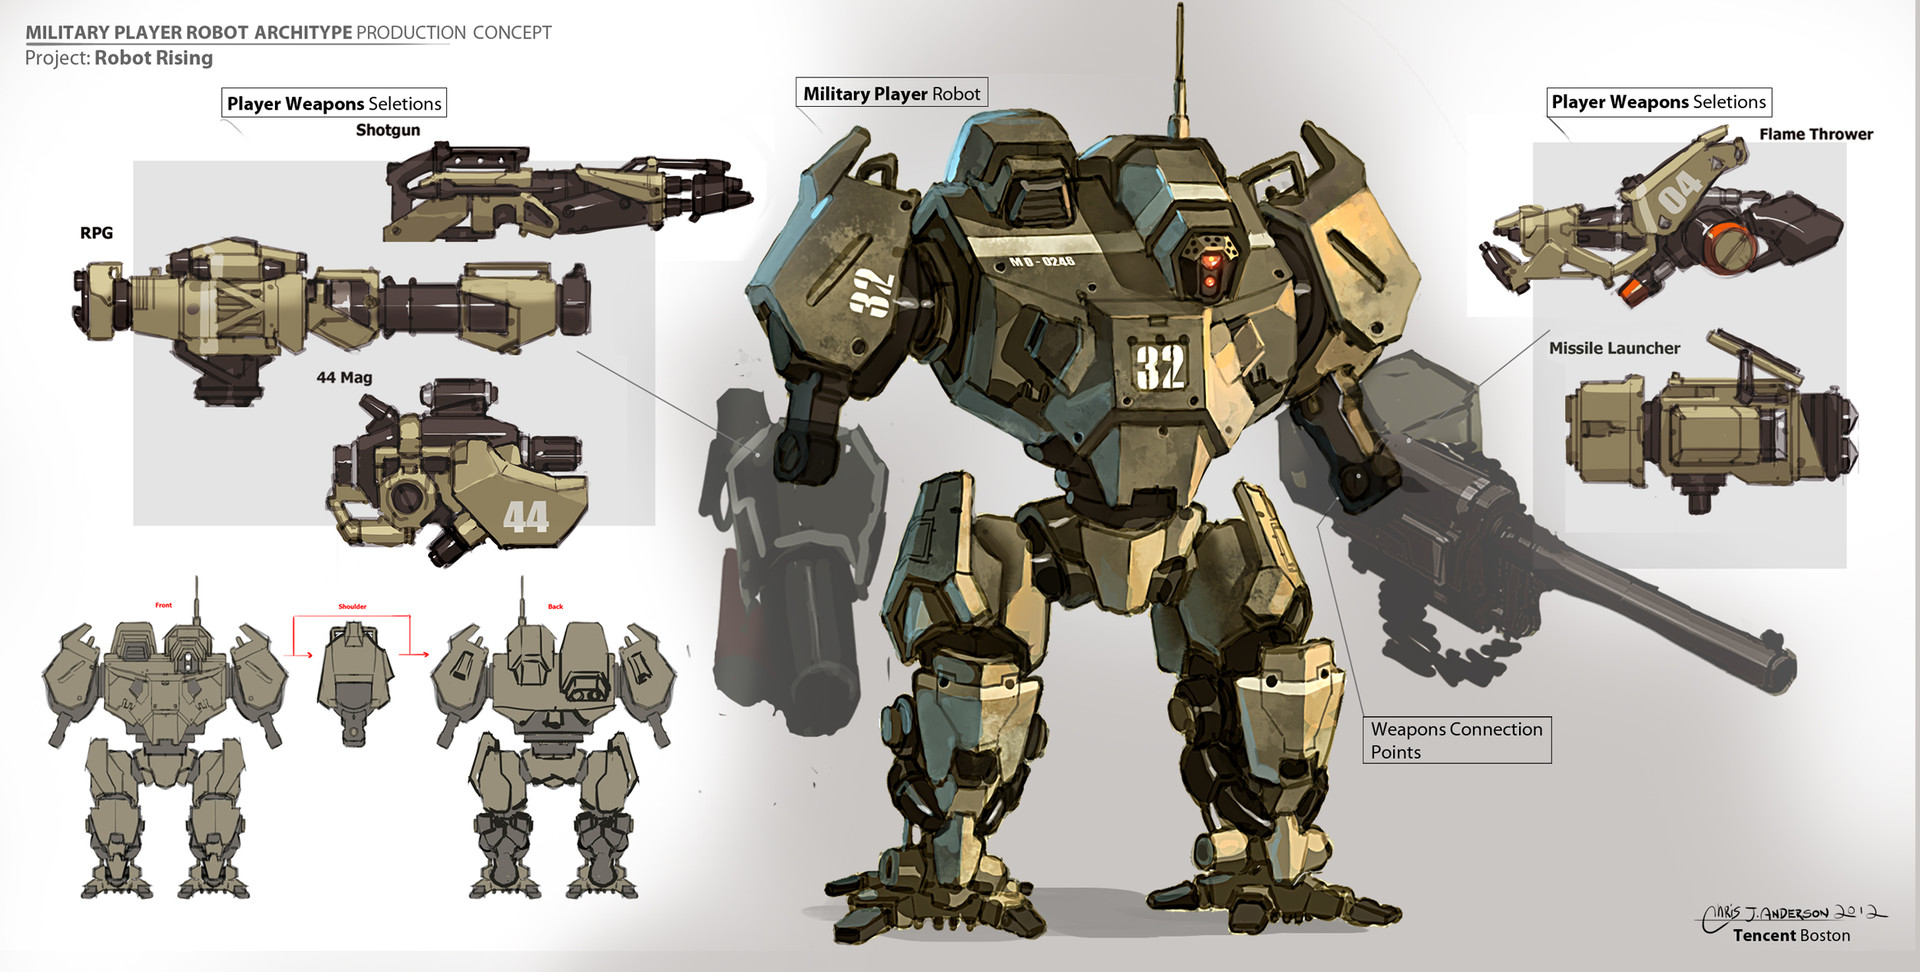 MILITARY PLAYER ROBOT ARCHITYPE PRODUCTION CONCEPT
Project: Robot Rising
Player Weapons Seletions
Shotgun
RPG
44 Mag
44
Military Player Robot
32
MD-0248
32
Player Weapons Seletions
Flame Thrower
04
Missile Launcher
Weapons Connection
Points
Front
Shoulder
Back
Chris J. Anderson 2012
Tencent Boston